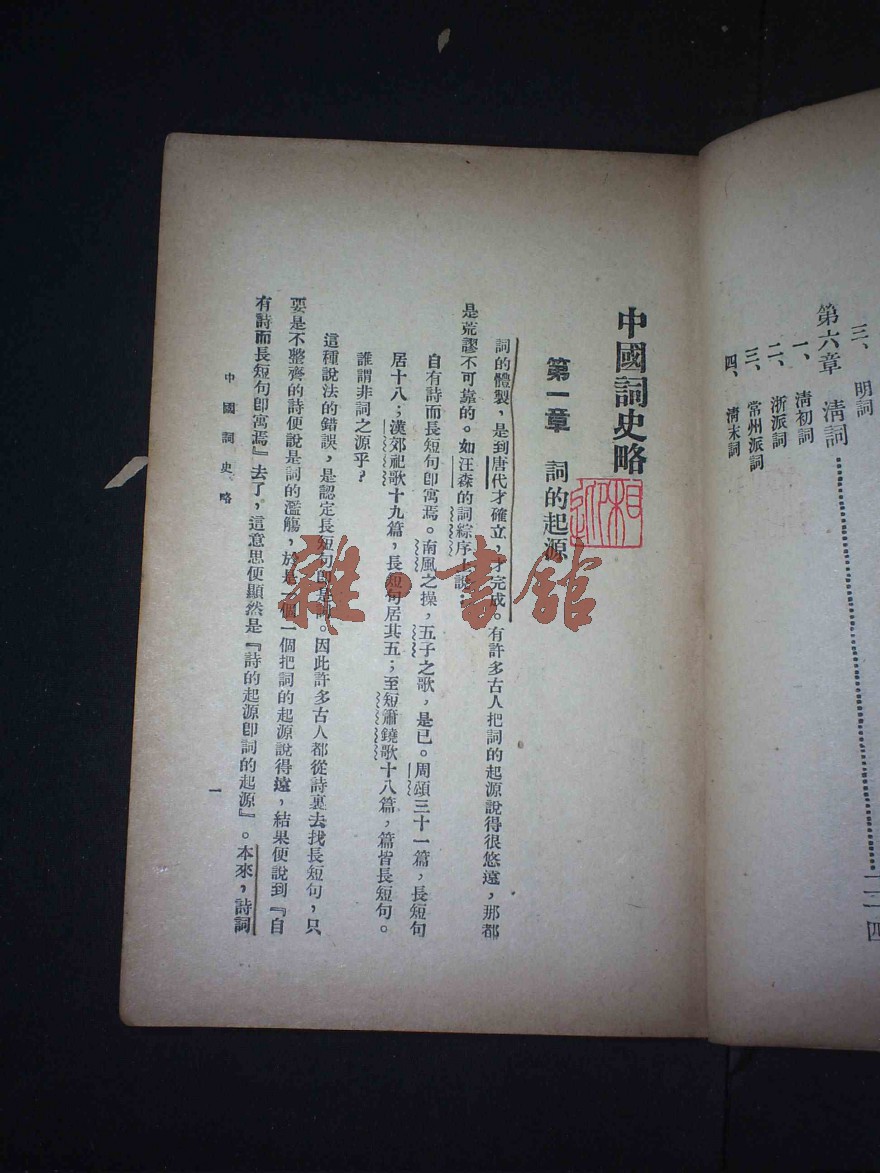 第六章 清詞
三、明詞
一、清初詞
二、浙派詞
三、常州派詞
四、清末詞
中國詞史略
第一章 詞的起源
詞的體製，是到唐代才確立，才完成。有許多古人把詞的起源說得很悠遠，那都
是荒謬不可靠的。如汪森的詞綜序上說：
自有詩而長短句卽寓焉。南風之操，五子之歌，是已。周頌三十一篇，長短句
居十八；漢郊祀歌十九篇，長短句居其五；至短簫鐃歌十八篇，篇皆長短句。
誰謂非詞之源乎？
這種說法的錯誤，是認定長短句卽是詞。因此許多古人都從詩裏去找長短句，只
要是不整齊的詩便說是詞的濫觴，於是一個一個把詞的起源說得遠，結果便說到『自
有詩而長短句卽寓焉』去了，這意思便顯然是『詩的起源卽詞的起源』。本來，詩詞
中國詞史略
一
雜·書館